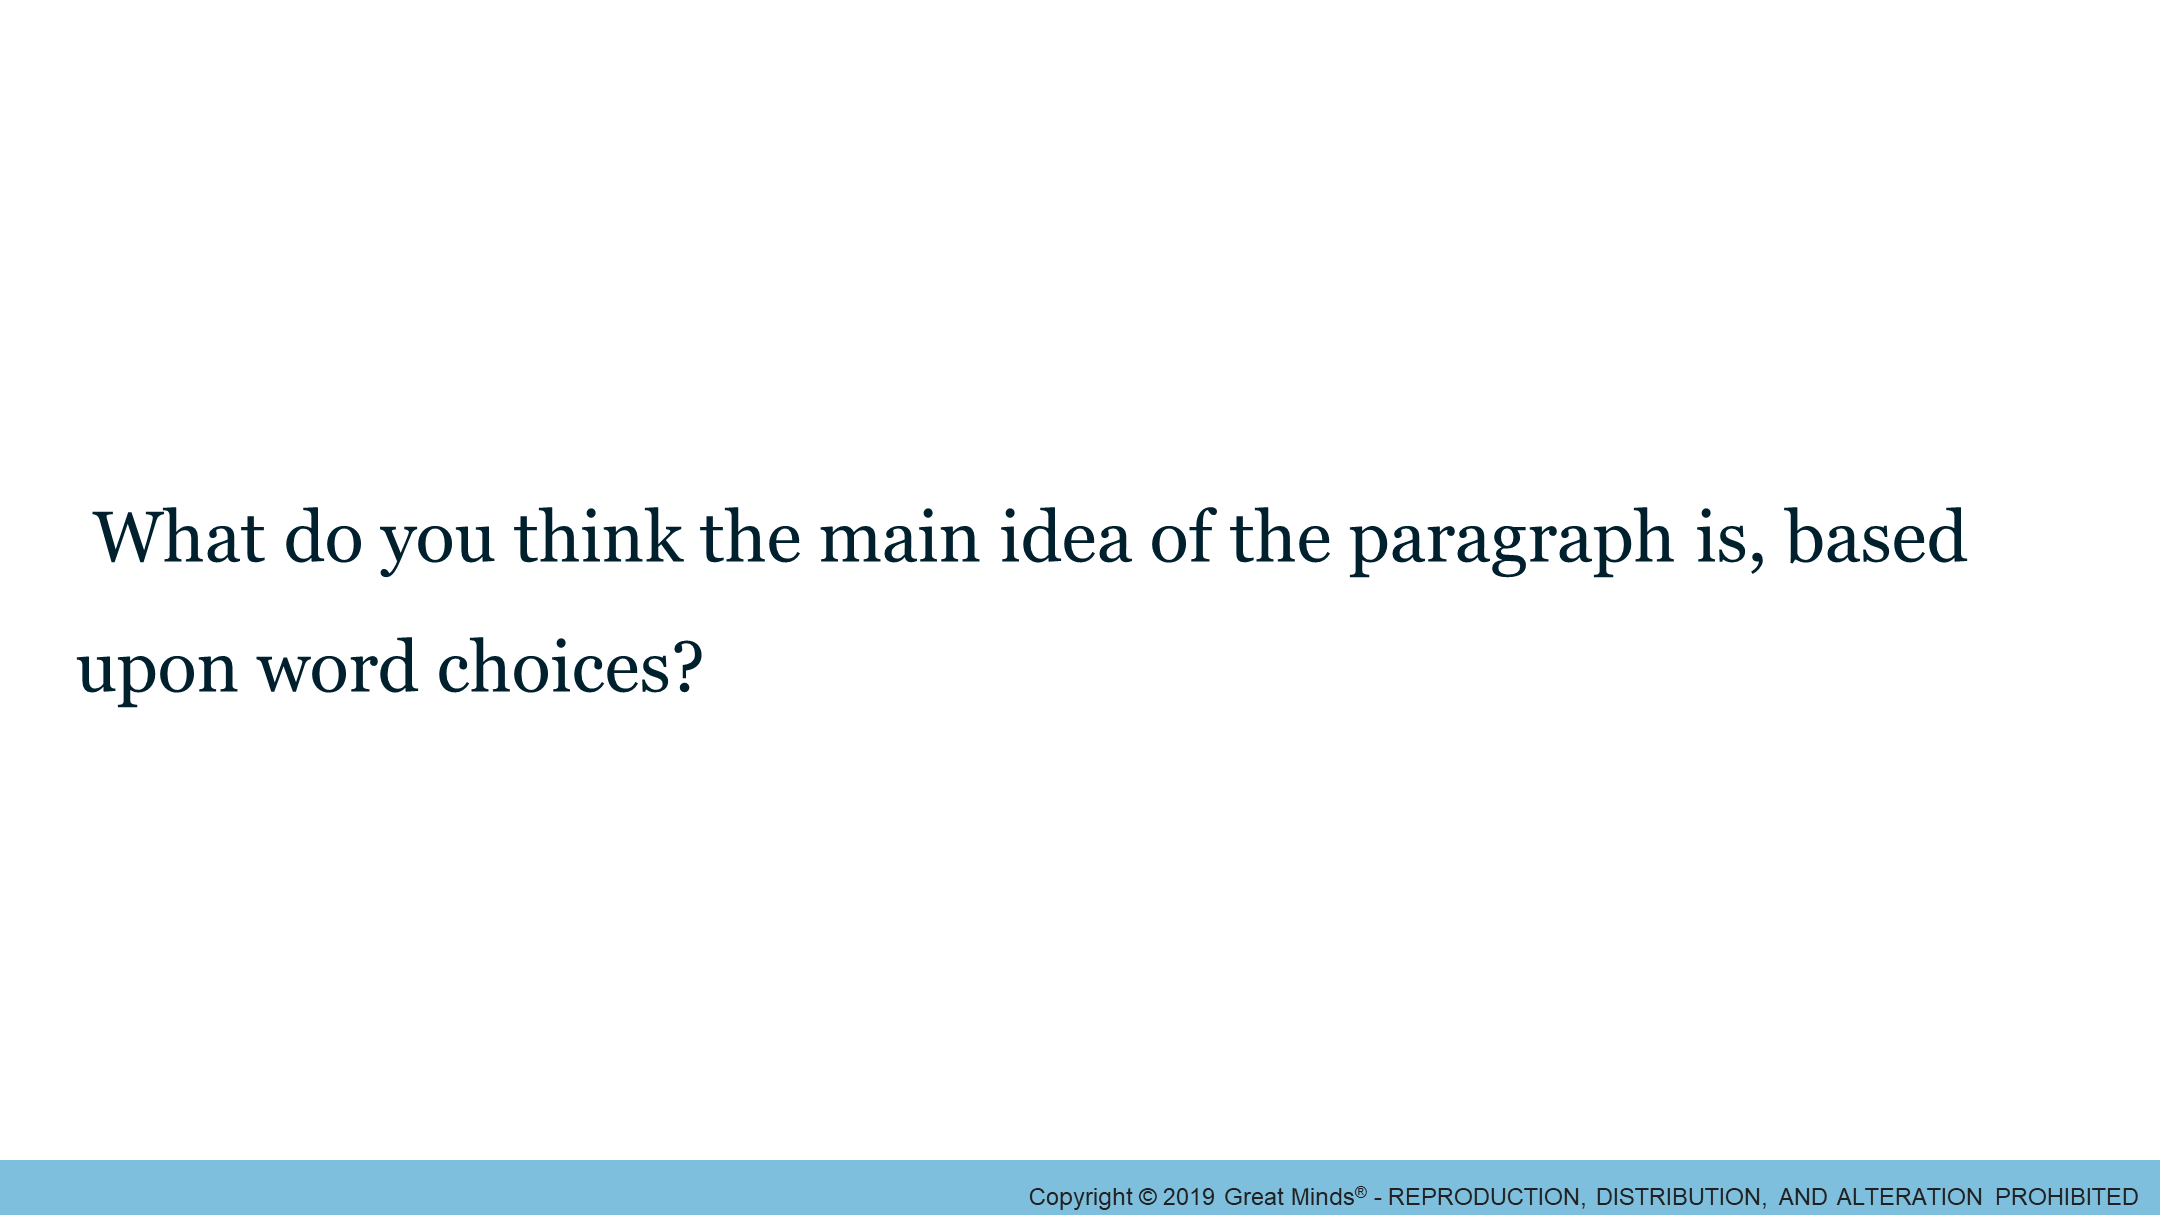 What do you think the main idea of the paragraph is, based
upon word choices?
Copyright © 2019 Great Minds® - REPRODUCTION, DISTRIBUTION, AND ALTERATION PROHIBITED